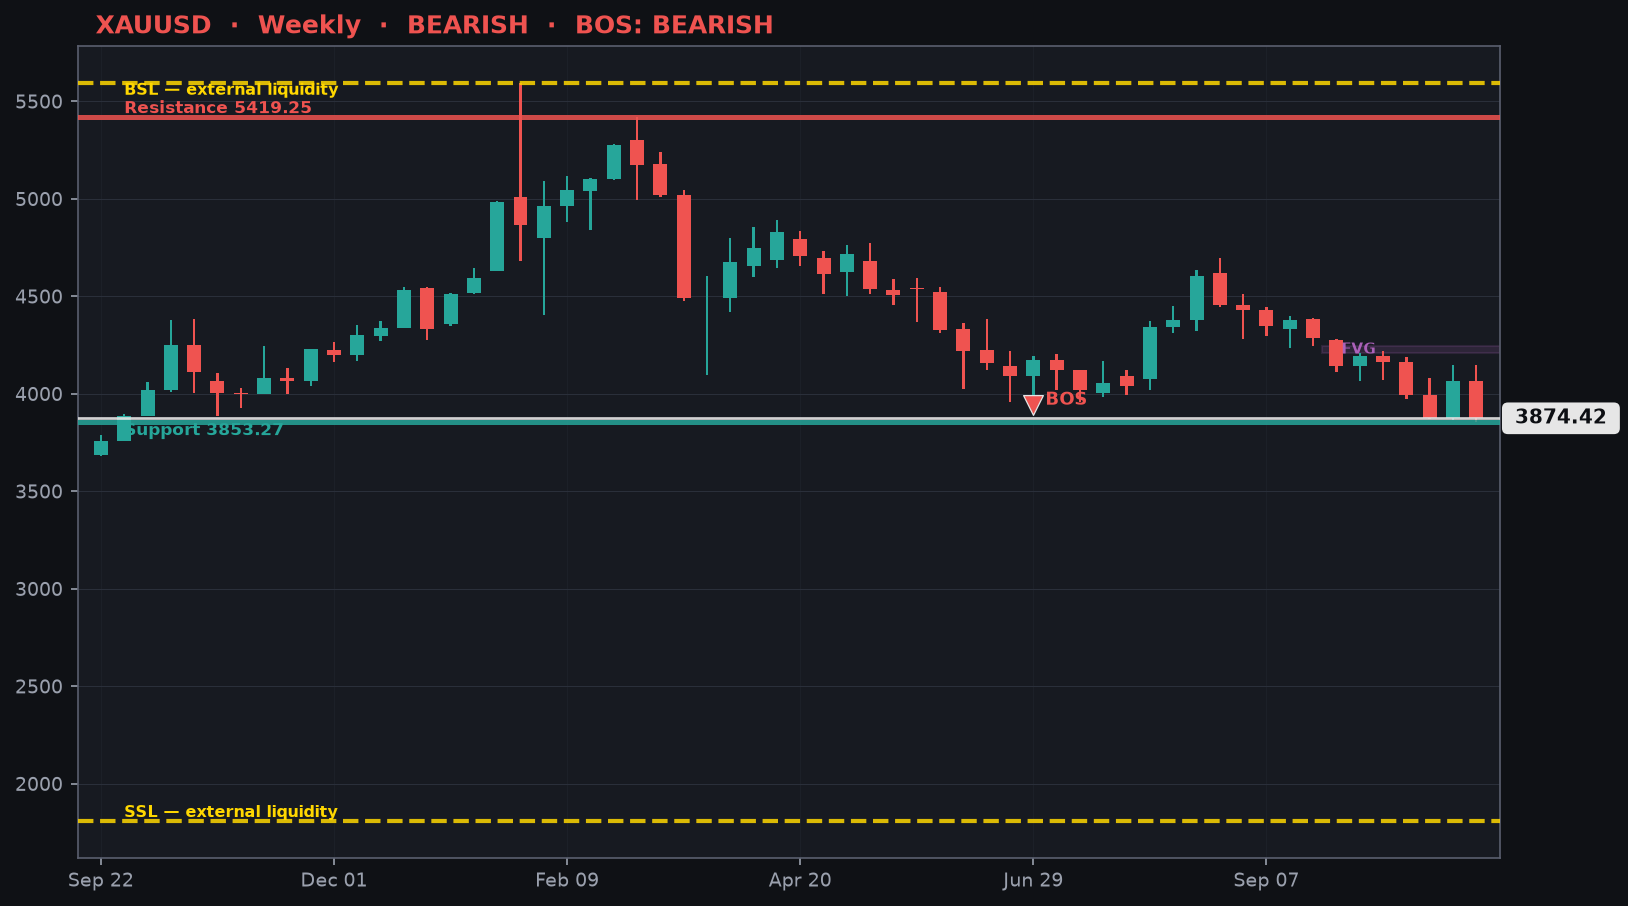 XAUUSD · Weekly · BEARISH · BOS: BEARISH
BSL — external liquidity
5500
Resistance 5419.25
5000
4500
FVG
4000
BOS
3874.42
Support 3853.27
3500
3000
2500
2000
SSL — external liquidity
Sep 22 Dec 01 Feb 09 Apr 20 Jun 29 Sep 07